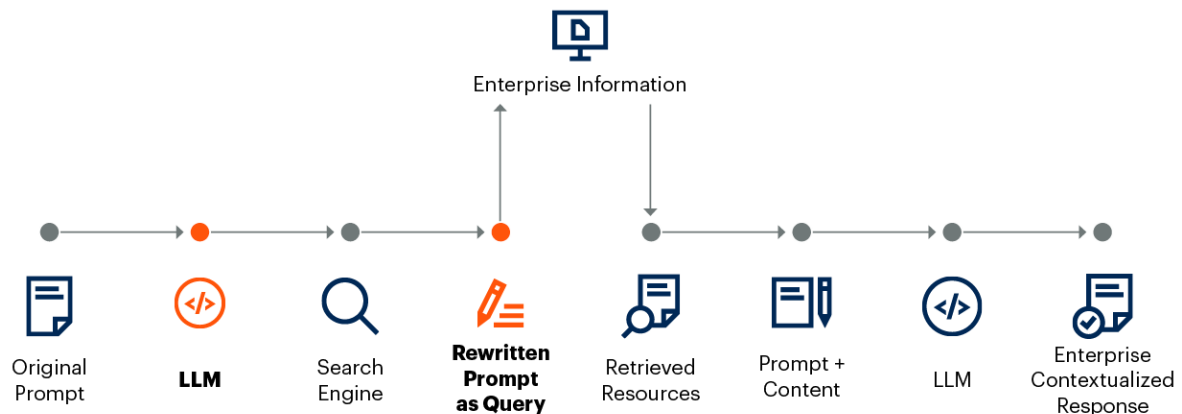 Enterprise Information
Original
Prompt
LLM
Search
Engine
Rewritten
Prompt
as Query
Retrieved
Resources
Prompt +
Content
LLM
Enterprise
Contextualized
Response